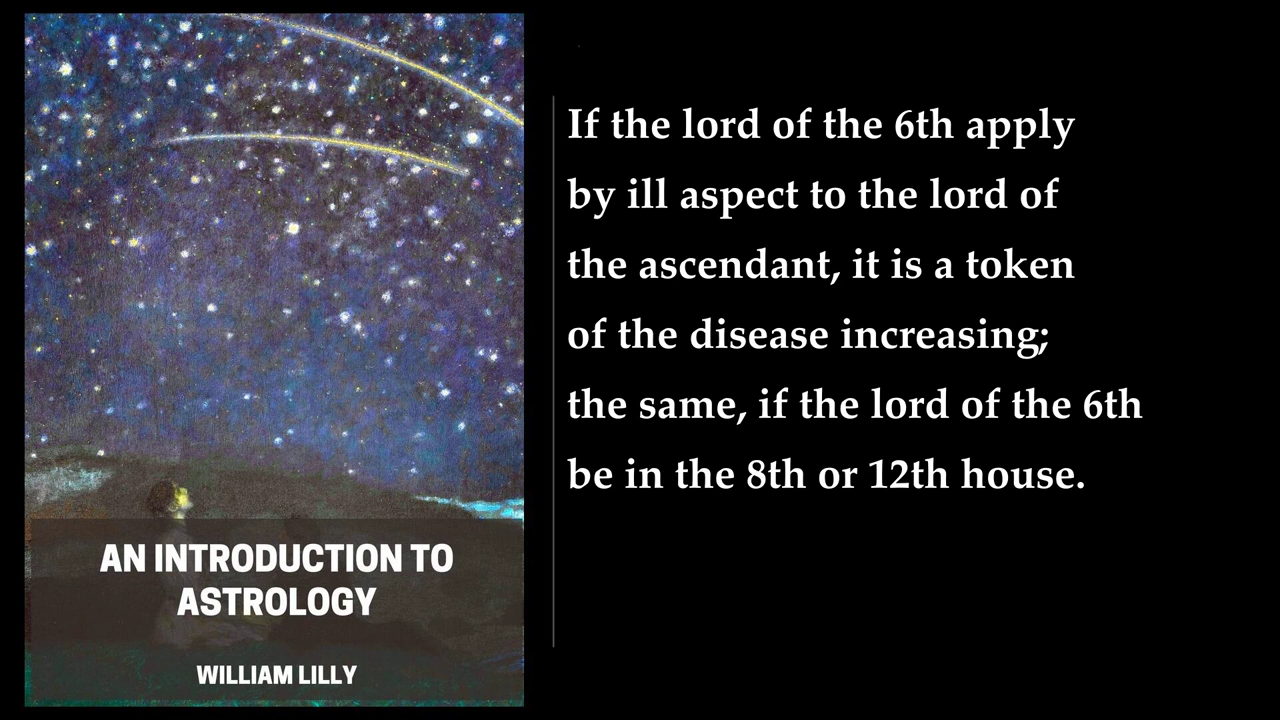 If the lord of the 6th apply
by ill aspect to the lord of
the ascendant, it is a token
of the disease increasing;
the same, if the lord of the 6th
be in the 8th or 12th house.
AN INTRODUCTION TO
ASTROLOGY
WILLIAM LILLY